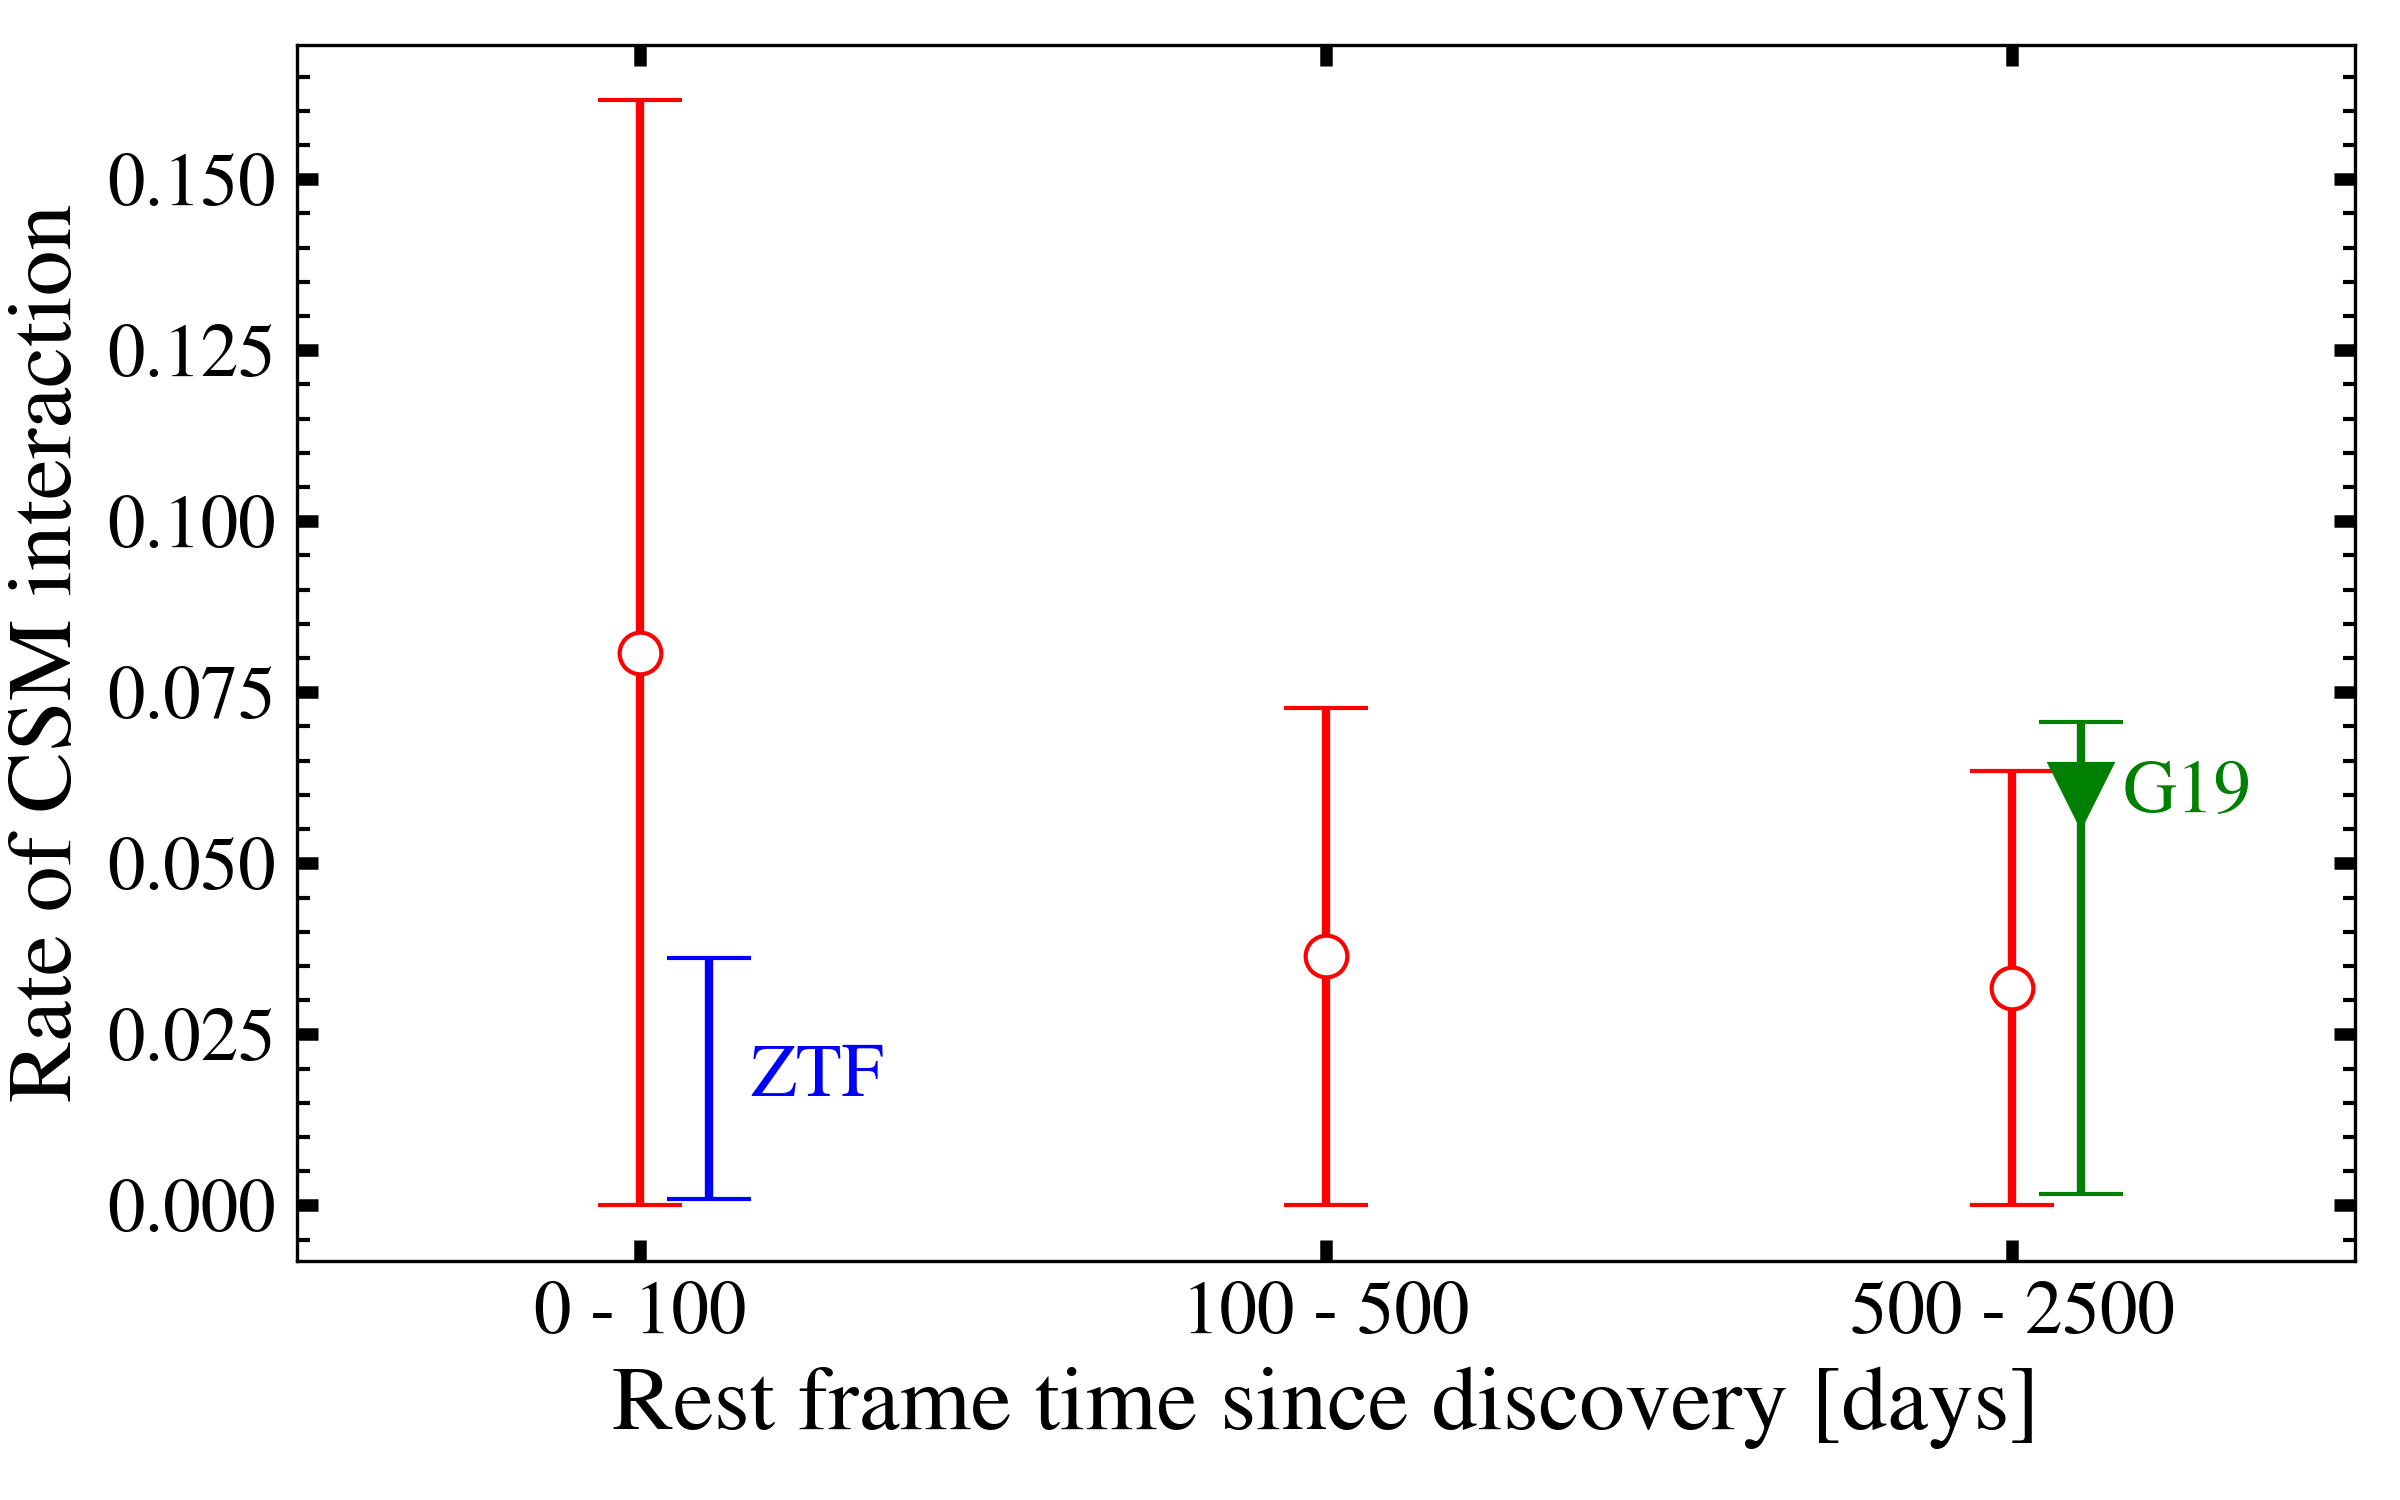 Rate of CSM interaction
0.150
0.125
0.100
0.075
0.050
0.025
0.000
G19
ZTF
0 - 100
100 - 500
500 - 2500
Rest frame time since discovery [days]